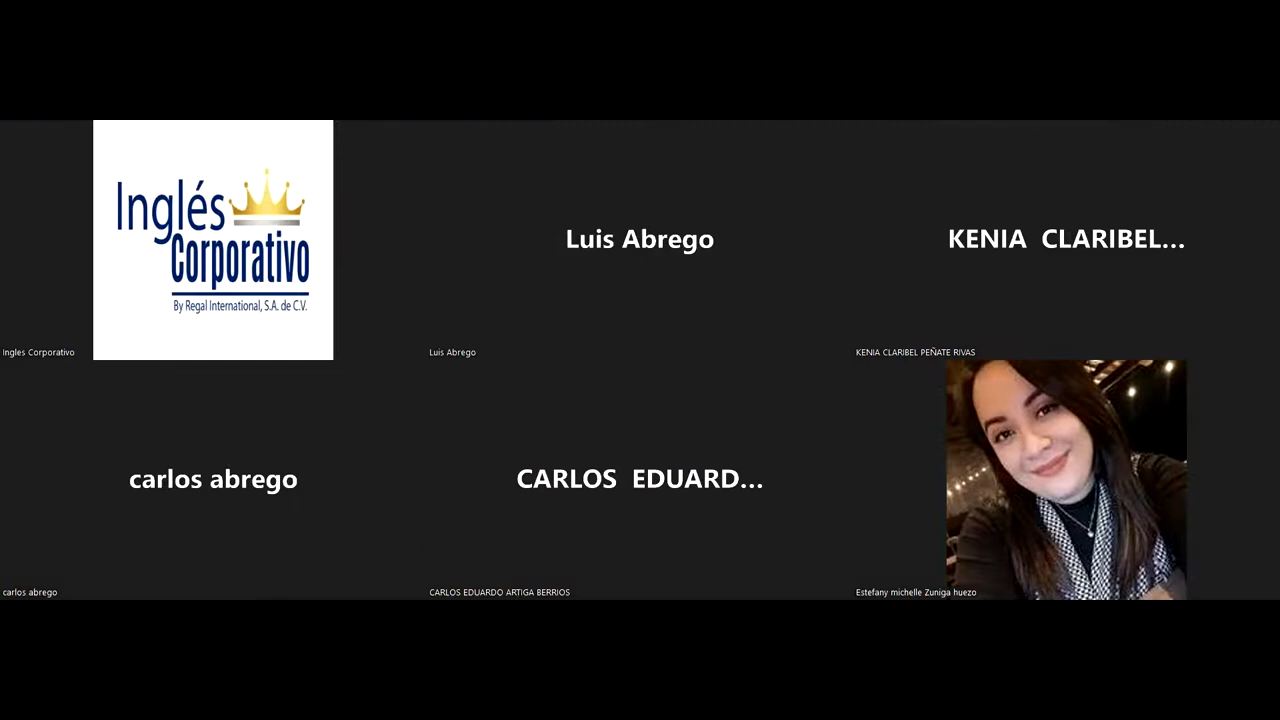 Inglés
Corporativo
By Regal International, S.A. de C.V.
Ingles Corporativo
Luis Abrego
Luis Abrego
KENIA CLARIBEL...
KENIA CLARIBEL PEÑATE RIVAS
carlos abrego
carlos abrego
CARLOS EDUARD...
CARLOS EDUARDO ARTIGA BERRIOS
Estefany michelle Zuniga huezo